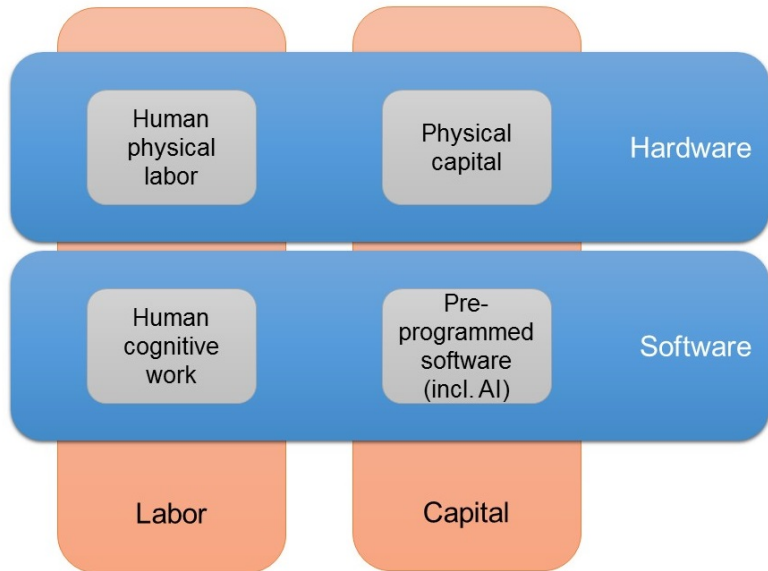 Human
physical
labor
Physical
capital
Hardware
Human
cognitive
work
Pre-
programmed
software
(incl. AI)
Software
Labor
Capital